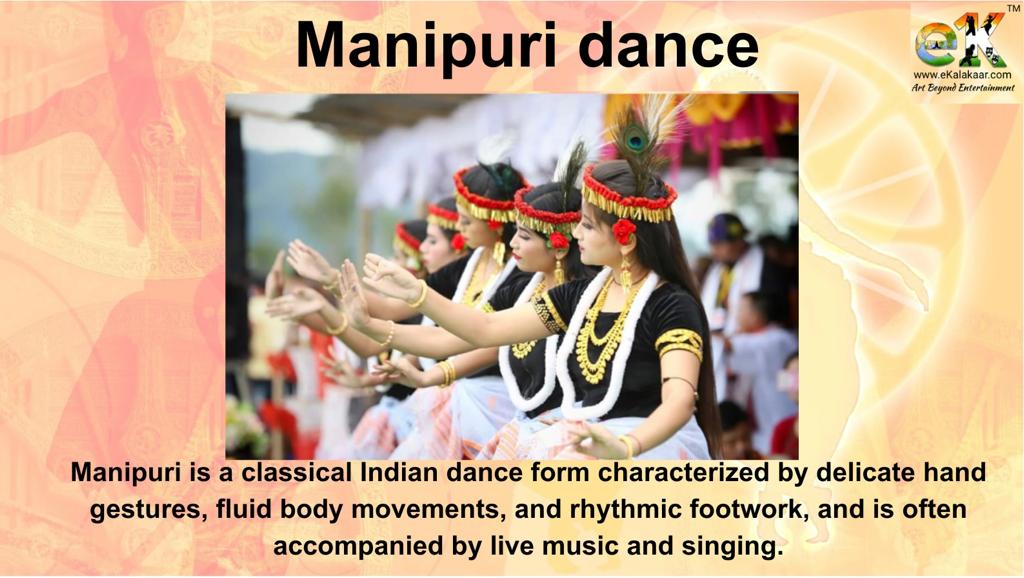 Manipuri dance
TM
eK
www.eKalakaar.com
Art Beyond Entertainment
Manipuri is a classical Indian dance form characterized by delicate hand
gestures, fluid body movements, and rhythmic footwork, and is often
accompanied by live music and singing.